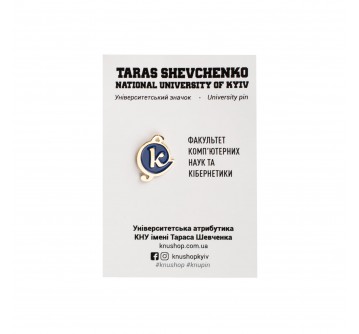 TARAS SHEVCHENKO
NATIONAL UNIVERSITY OF KYIV
Університетський значок - University pin
k
ФАКУЛЬТЕТ
КОМП'ЮТЕРНИХ
НАУК ТА
КІБЕРНЕТИКИ
Університетська атрибутика
КНУ імені Тараса Шевченка
knushop.com.ua
knushopkyiv
#knushop #knupin